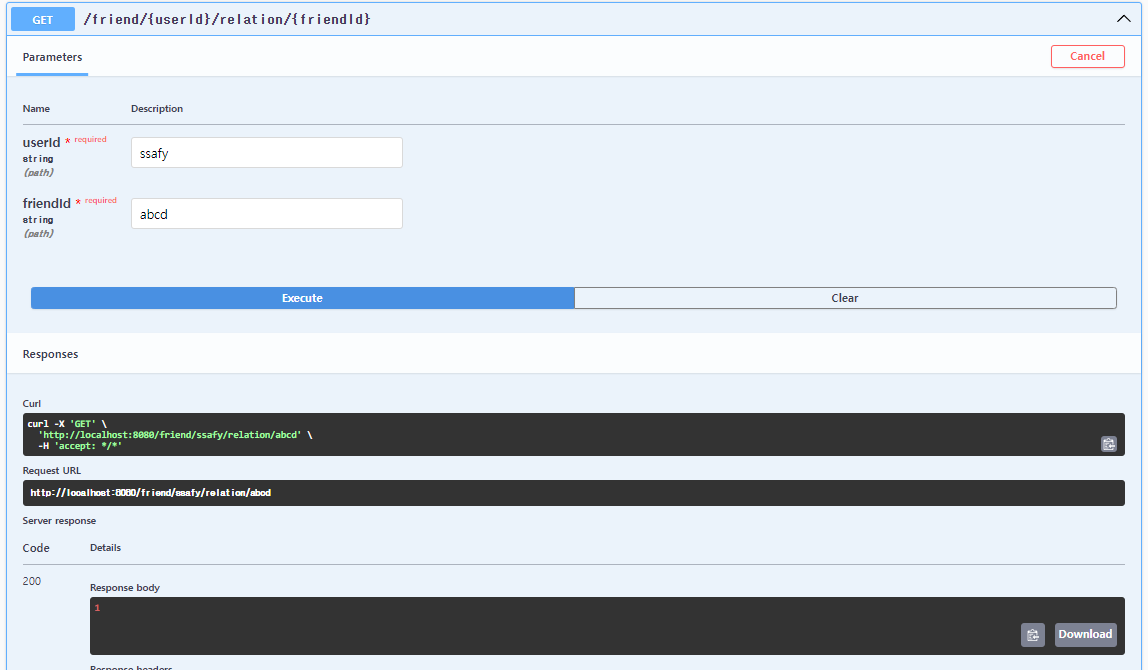 GET /friend/{userId}/relation/{friendId}
Parameters
Cancel
Name Description
userId * required
string
(path)
ssafy
friendId * required
string
(path)
abcd
Execute
Clear
Responses
Curl
curl -X 'GET' \
'http://localhost:8080/friend/ssafy/relation/abcd' \
-H 'accept: */*'
Request URL
http://localhost:8080/friend/ssafy/relation/abcd
Server response
Code Details
200
Response body
1
Download
Response headers